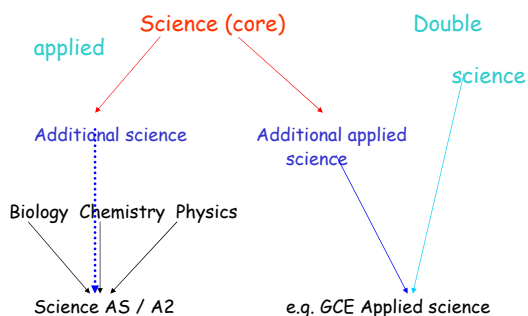 Science (core)
Double
applied
science
Additional science
Additional applied
science
Biology Chemistry Physics
Science AS / A2
e.g. GCE Applied science